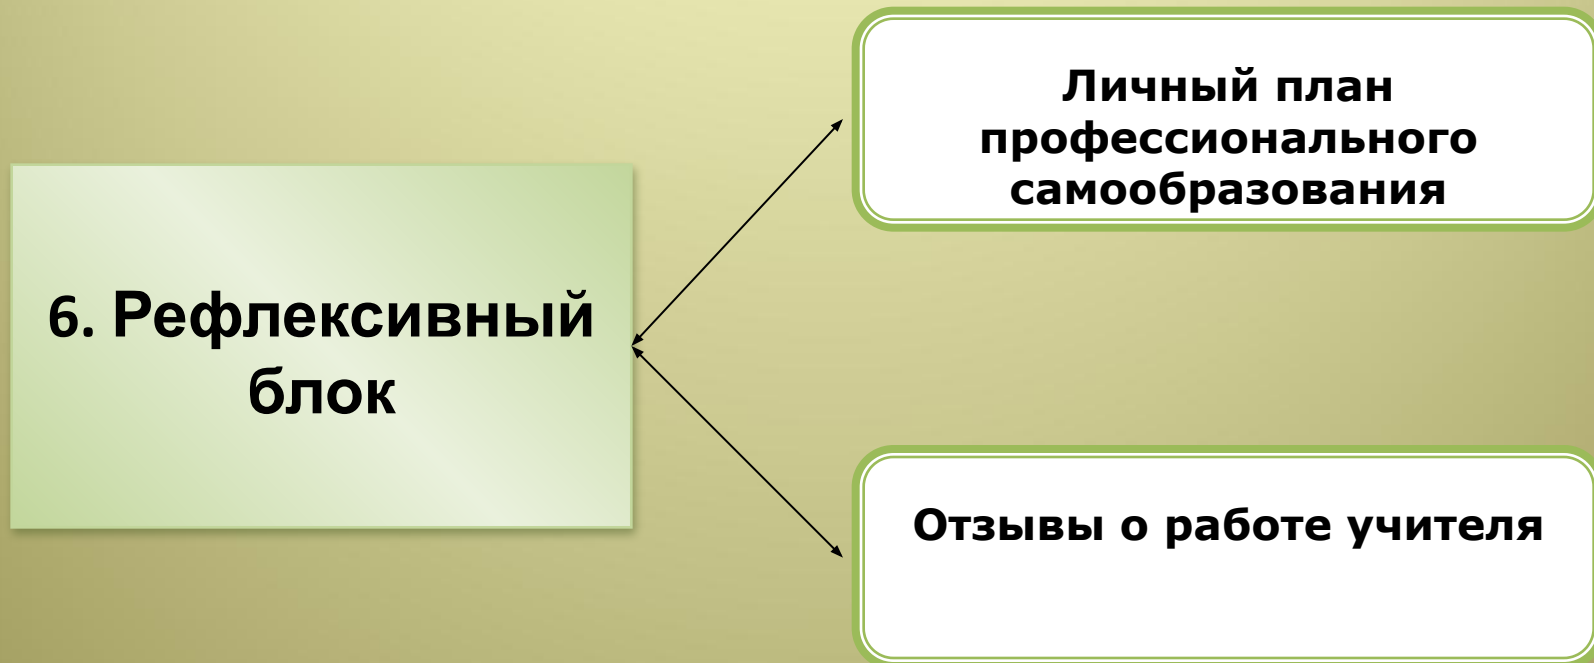 6. Рефлексивный
блок
Личный план
профессионального
самообразования
Отзывы о работе учителя